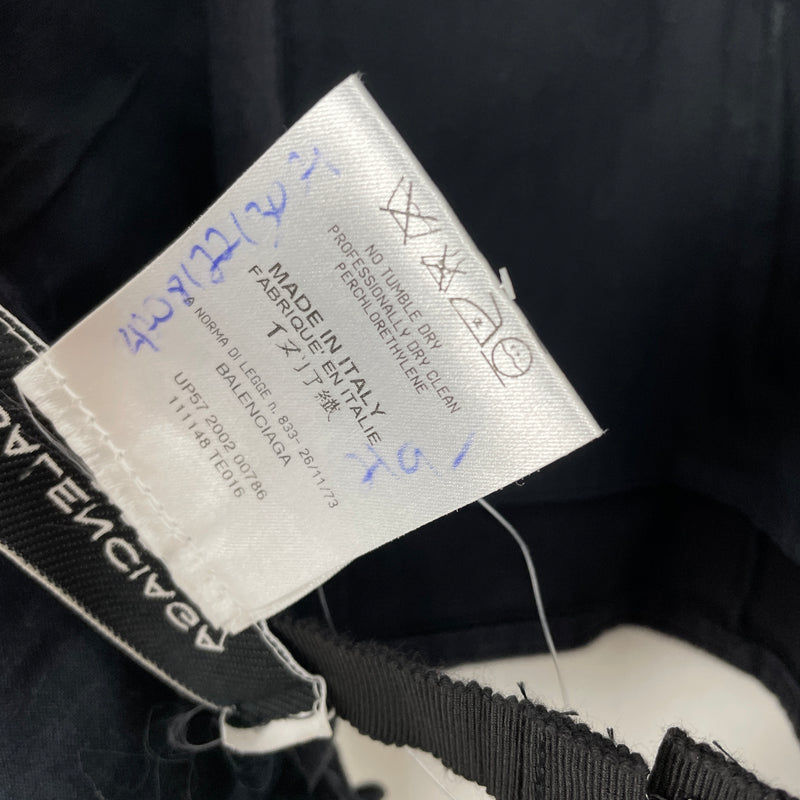 NO TUMBLE DRY
PROFESSIONALLY DRY CLEAN
PERCHLORETHYLENE
MADE IN ITALY
FABRIQUE' EN ITALIE
イタリア織
A NORMA DI LEGGE n. 833- 26/11/73
BALENCIAGA
UP57 2002 00786
111148 TE016
BALENCIAGA